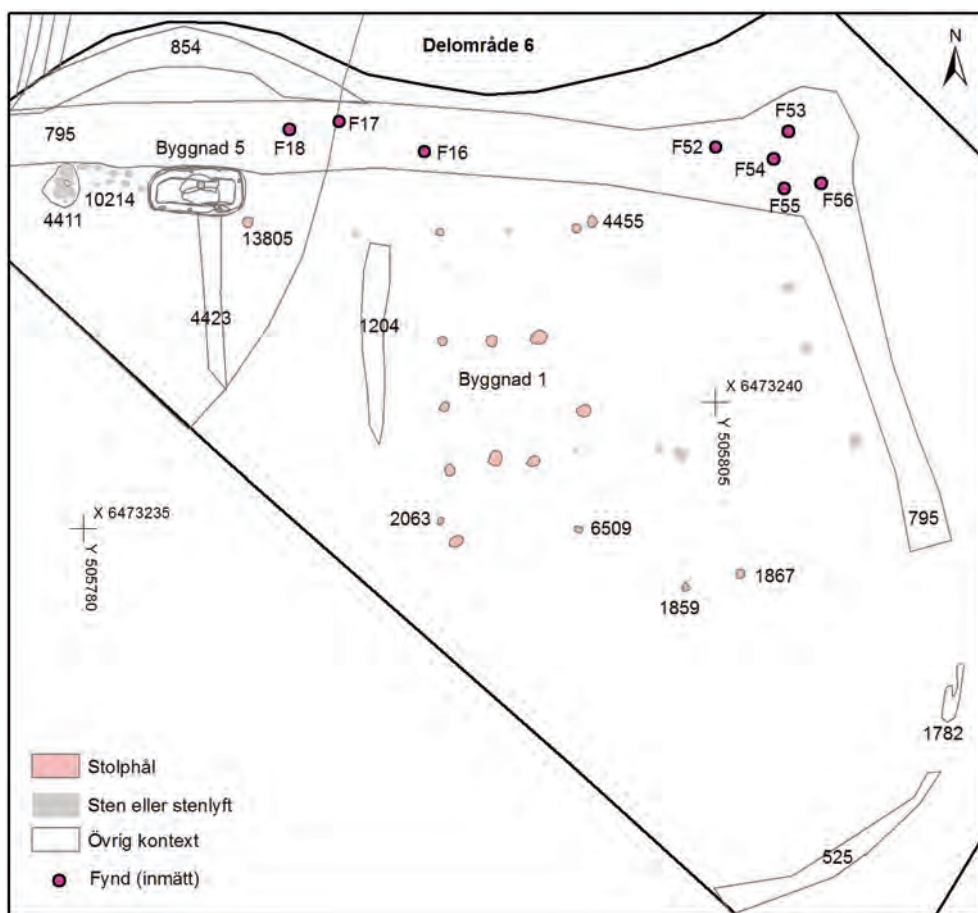 Delområde 6
N
854
795
Byggnad 5
F18
F17
F16
F52
F53
F54
F55
F56
4411
10214
13805
4455
4423
1204
Byggnad 1
X 6473240
Y 505805
X 6473235
Y 505780
2063
6509
795
1859
1867
1782
525
Stolphål
Sten eller stenlyft
Övrig kontext
Fynd (inmätt)